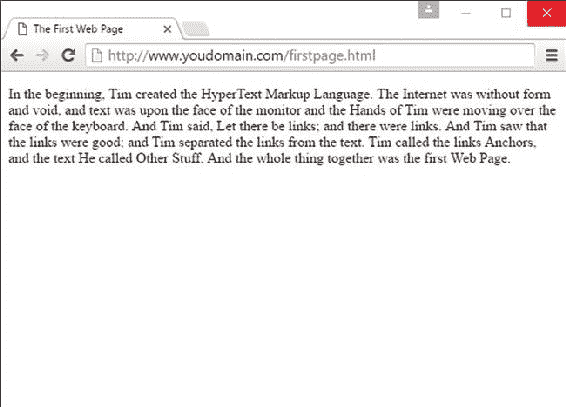 The First Web Page
http://www.youdomain.com/firstpage.html
In the beginning, Tim created the HyperText Markup Language. The Internet was without form
and void, and text was upon the face of the monitor and the Hands of Tim were moving over the
face of the keyboard. And Tim said, Let there be links; and there were links. And Tim saw that
the links were good; and Tim separated the links from the text. Tim called the links Anchors,
and the text He called Other Stuff. And the whole thing together was the first Web Page.